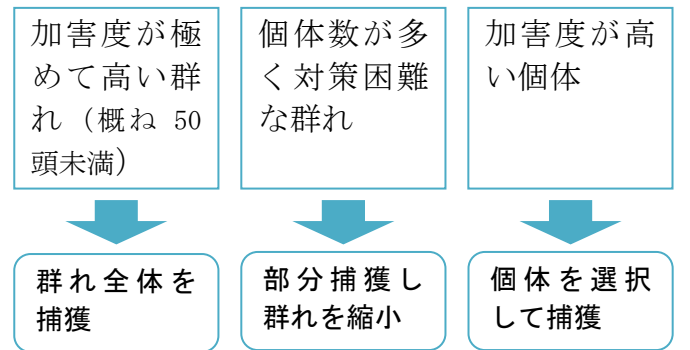 加害度が極
めて高い群
れ（概ね 50
頭未満）
個体数が多
く対策困難
な群れ
加害度が高
い個体
群れ全体を
捕獲
部分捕獲し
群れを縮小
個体を選択
して捕獲